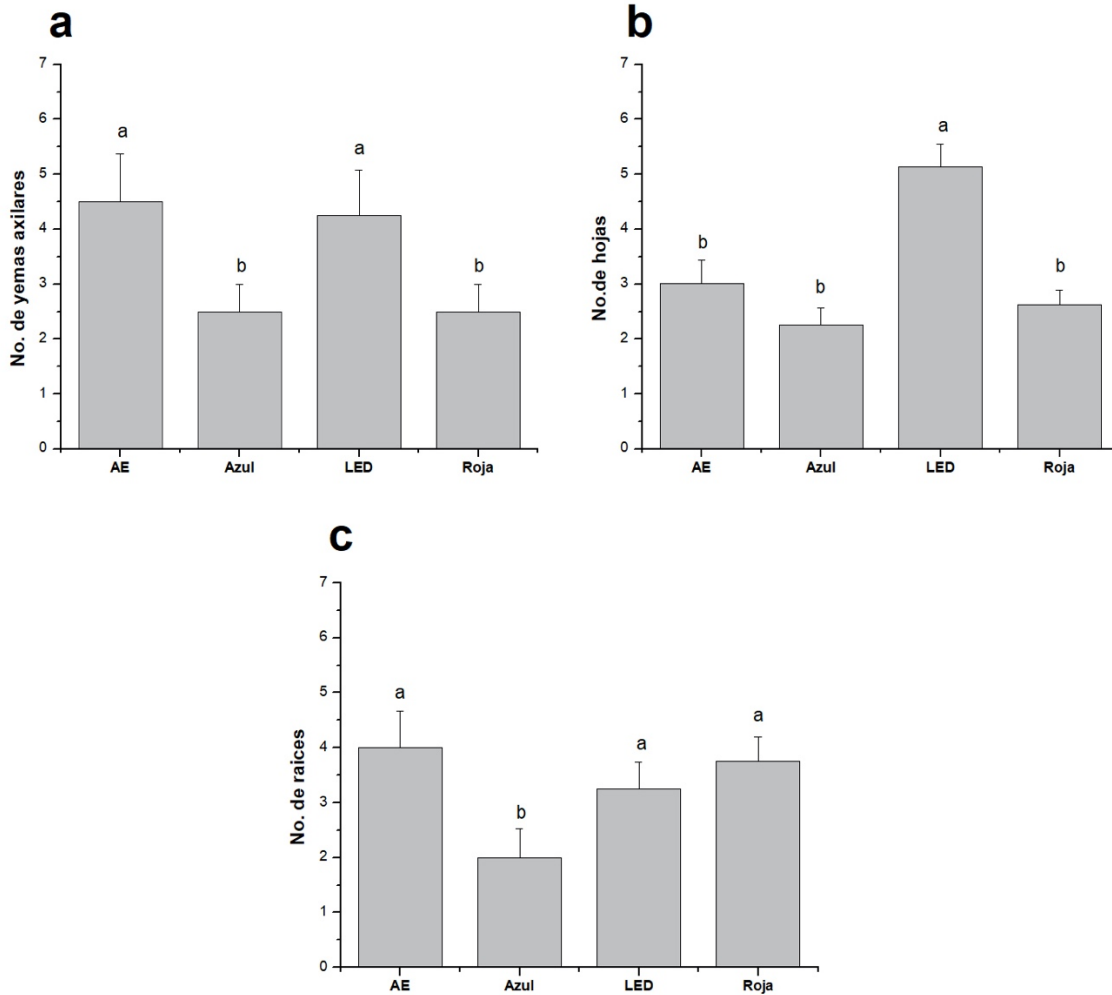 a
No. de yemas axilares
7
6
5
4
3
2
1
0
a
b
a
b
AE Azul LED Roja
b
No.de hojas
7
6
5
4
3
2
1
0
b
b
a
b
AE Azul LED Roja
c
No. de raices
7
6
5
4
3
2
1
0
a
b
a
a
AE Azul LED Roja